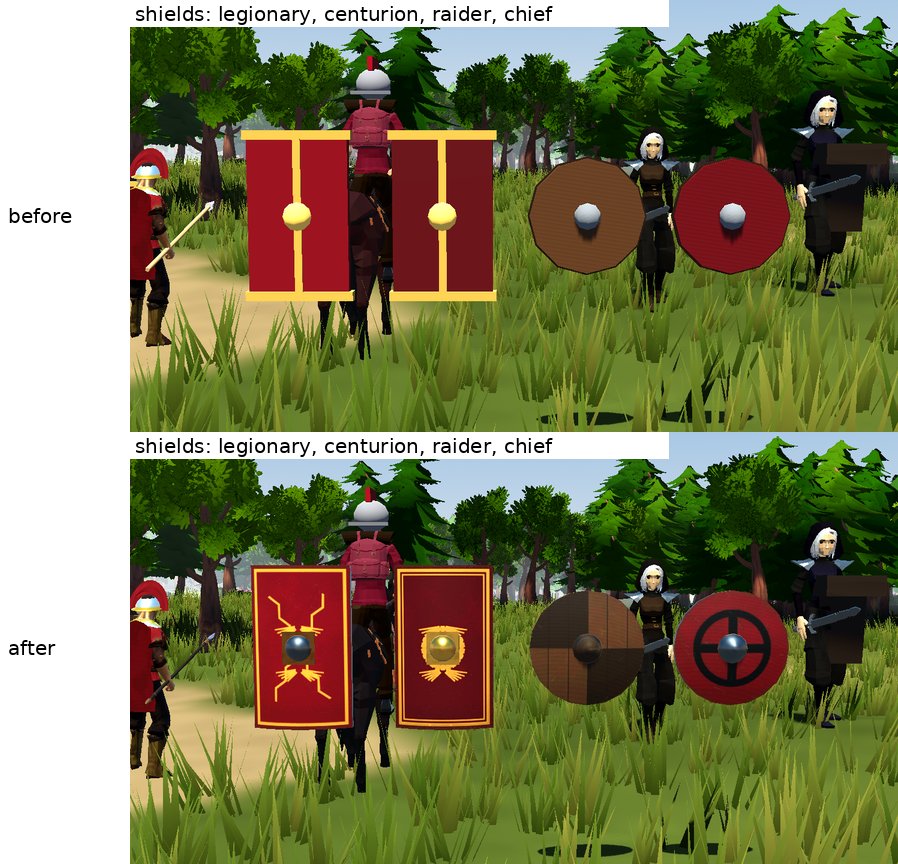 shields: legionary, centurion, raider, chief
before
shields: legionary, centurion, raider, chief
after